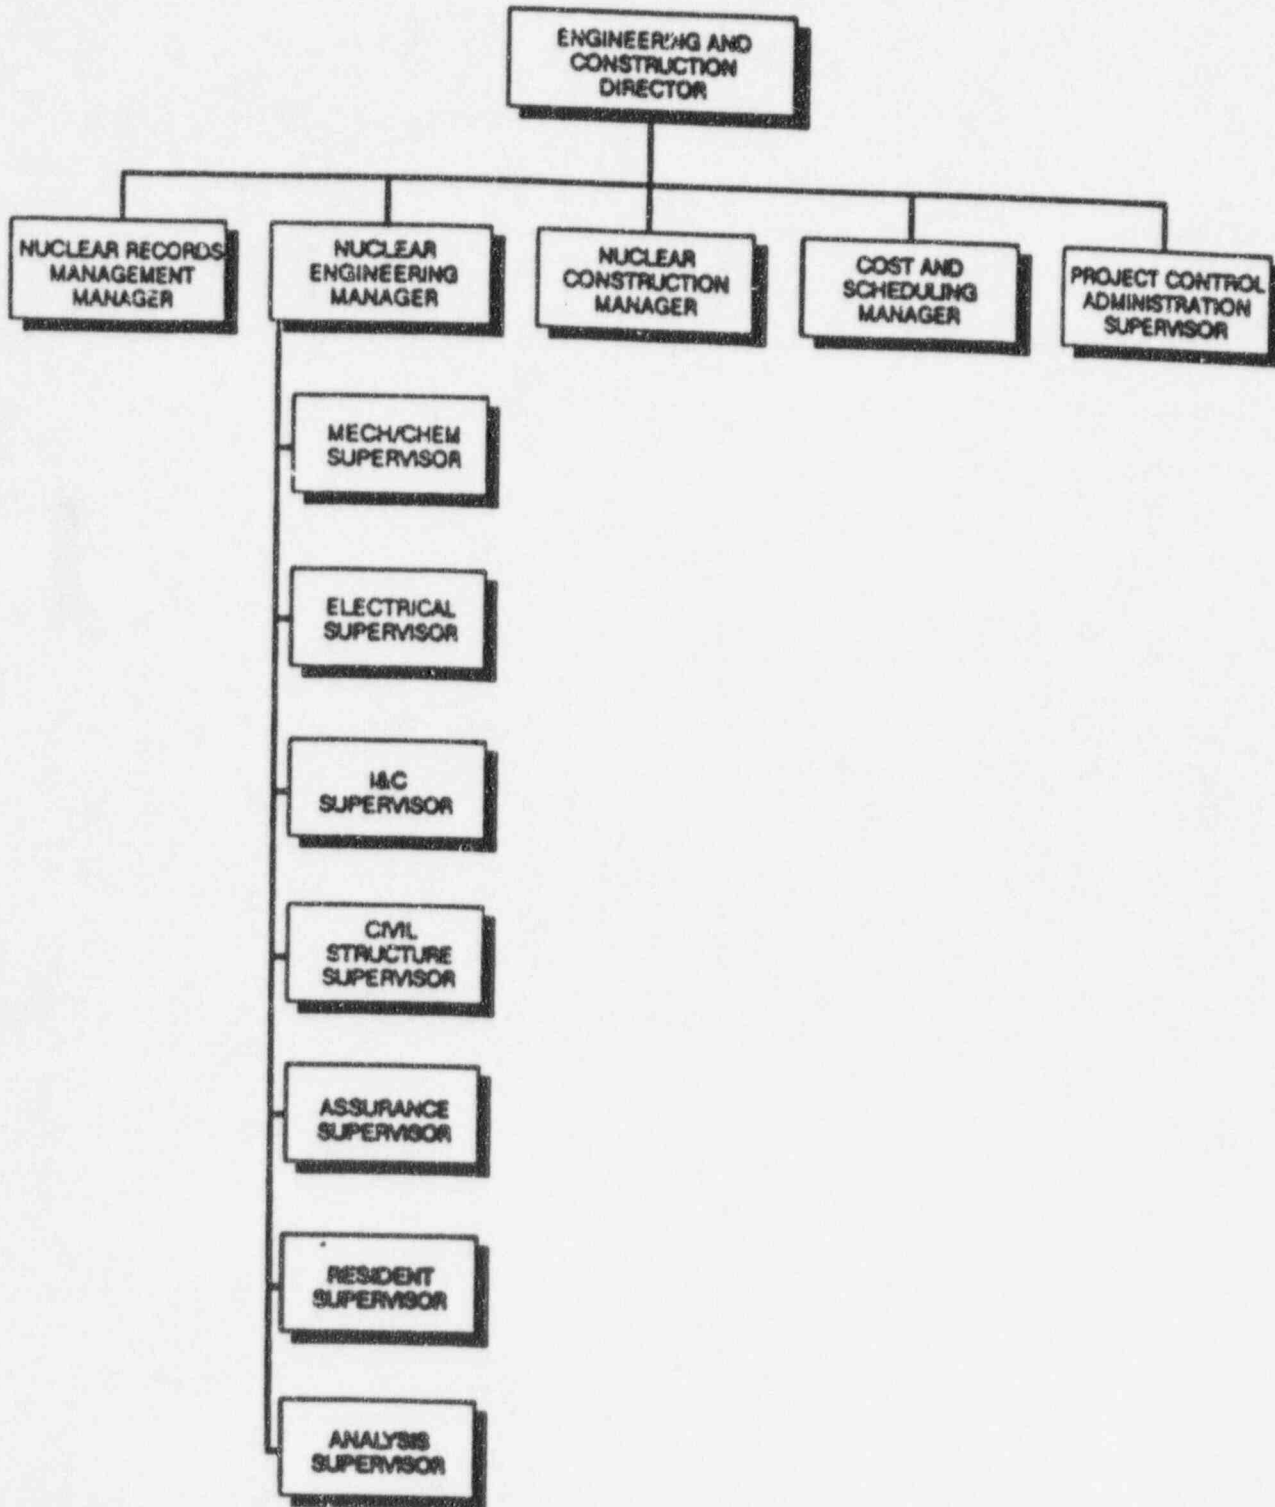 ENGINEERING AND
CONSTRUCTION
DIRECTOR
NUCLEAR RECORDS
MANAGEMENT
MANAGER
NUCLEAR
ENGINEERING
MANAGER
NUCLEAR
CONSTRUCTION
MANAGER
COST AND
SCHEDULING
MANAGER
PROJECT CONTROL
ADMINISTRATION
SUPERVISOR
MECH/CHEM
SUPERVISOR
ELECTRICAL
SUPERVISOR
I&C
SUPERVISOR
CIVIL
STRUCTURE
SUPERVISOR
ASSURANCE
SUPERVISOR
RESIDENT
SUPERVISOR
ANALYSIS
SUPERVISOR